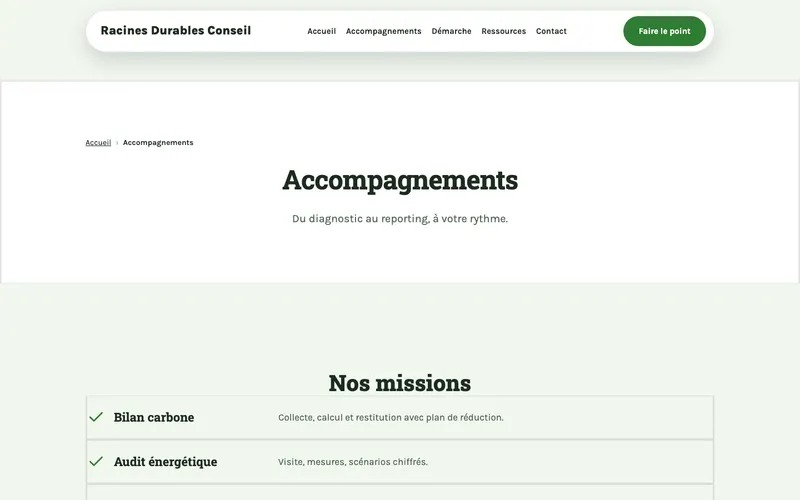 Racines Durables Conseil
Accueil Accompagnements Démarche Ressources Contact
Faire le point
Accueil › Accompagnements
Accompagnements
Du diagnostic au reporting, à votre rythme.
Nos missions
Bilan carbone Collecte, calcul et restitution avec plan de réduction.
Audit énergétique Visite, mesures, scénarios chiffrés.